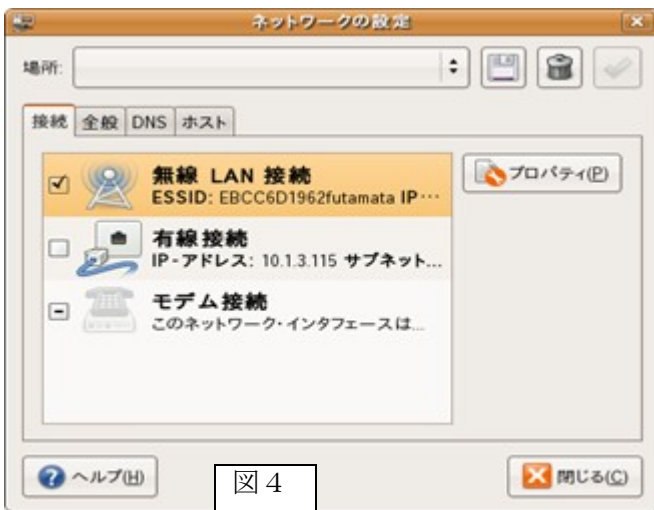 ネットワークの設定
場所:
接続 全般 DNS ホスト
無線 LAN 接続
ESSID: EBCC6D1962futamata IP…
プロパティ(P)
有線接続
IP-アドレス: 10.1.3.115 サブネット...
モデム接続
このネットワーク・インタフェースは...
ヘルプ(H)
図４
閉じる(C)